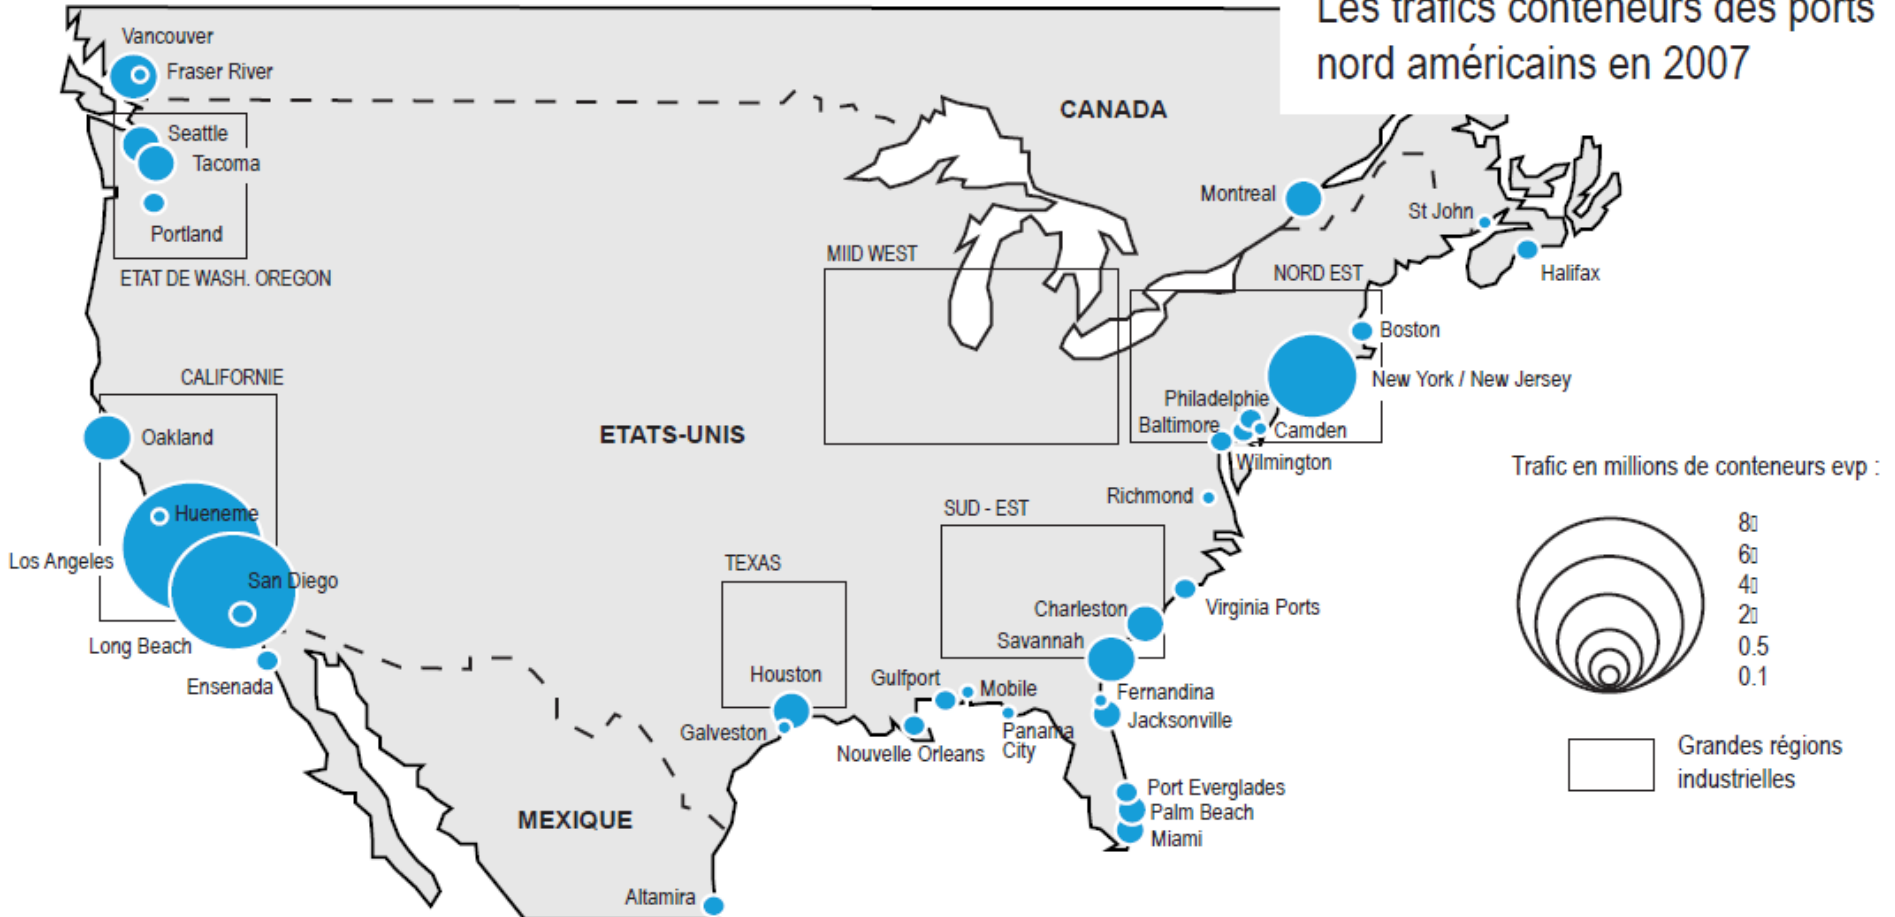 Les trafics conteneurs des ports
nord américains en 2007
Vancouver
Fraser River
CANADA
Seattle
Tacoma
Portland
ETAT DE WASH. OREGON
Montreal
St John
Halifax
MIID WEST
NORD EST
Boston
New York / New Jersey
Philadelphie
Baltimore
Camden
Wilmington
CALIFORNIE
Oakland
ETATS-UNIS
Richmond
Hueneme
Los Angeles
San Diego
Long Beach
Ensenada
SUD - EST
TEXAS
Charleston
Virginia Ports
Savannah
Houston
Gulfport
Mobile
Fernandina
Jacksonville
Galveston
Nouvelle Orleans
Panama
City
Port Everglades
Palm Beach
Miami
MEXIQUE
Altamira
Trafic en millions de conteneurs evp :
8
6
4
2
0.5
0.1
Grandes régions
industrielles